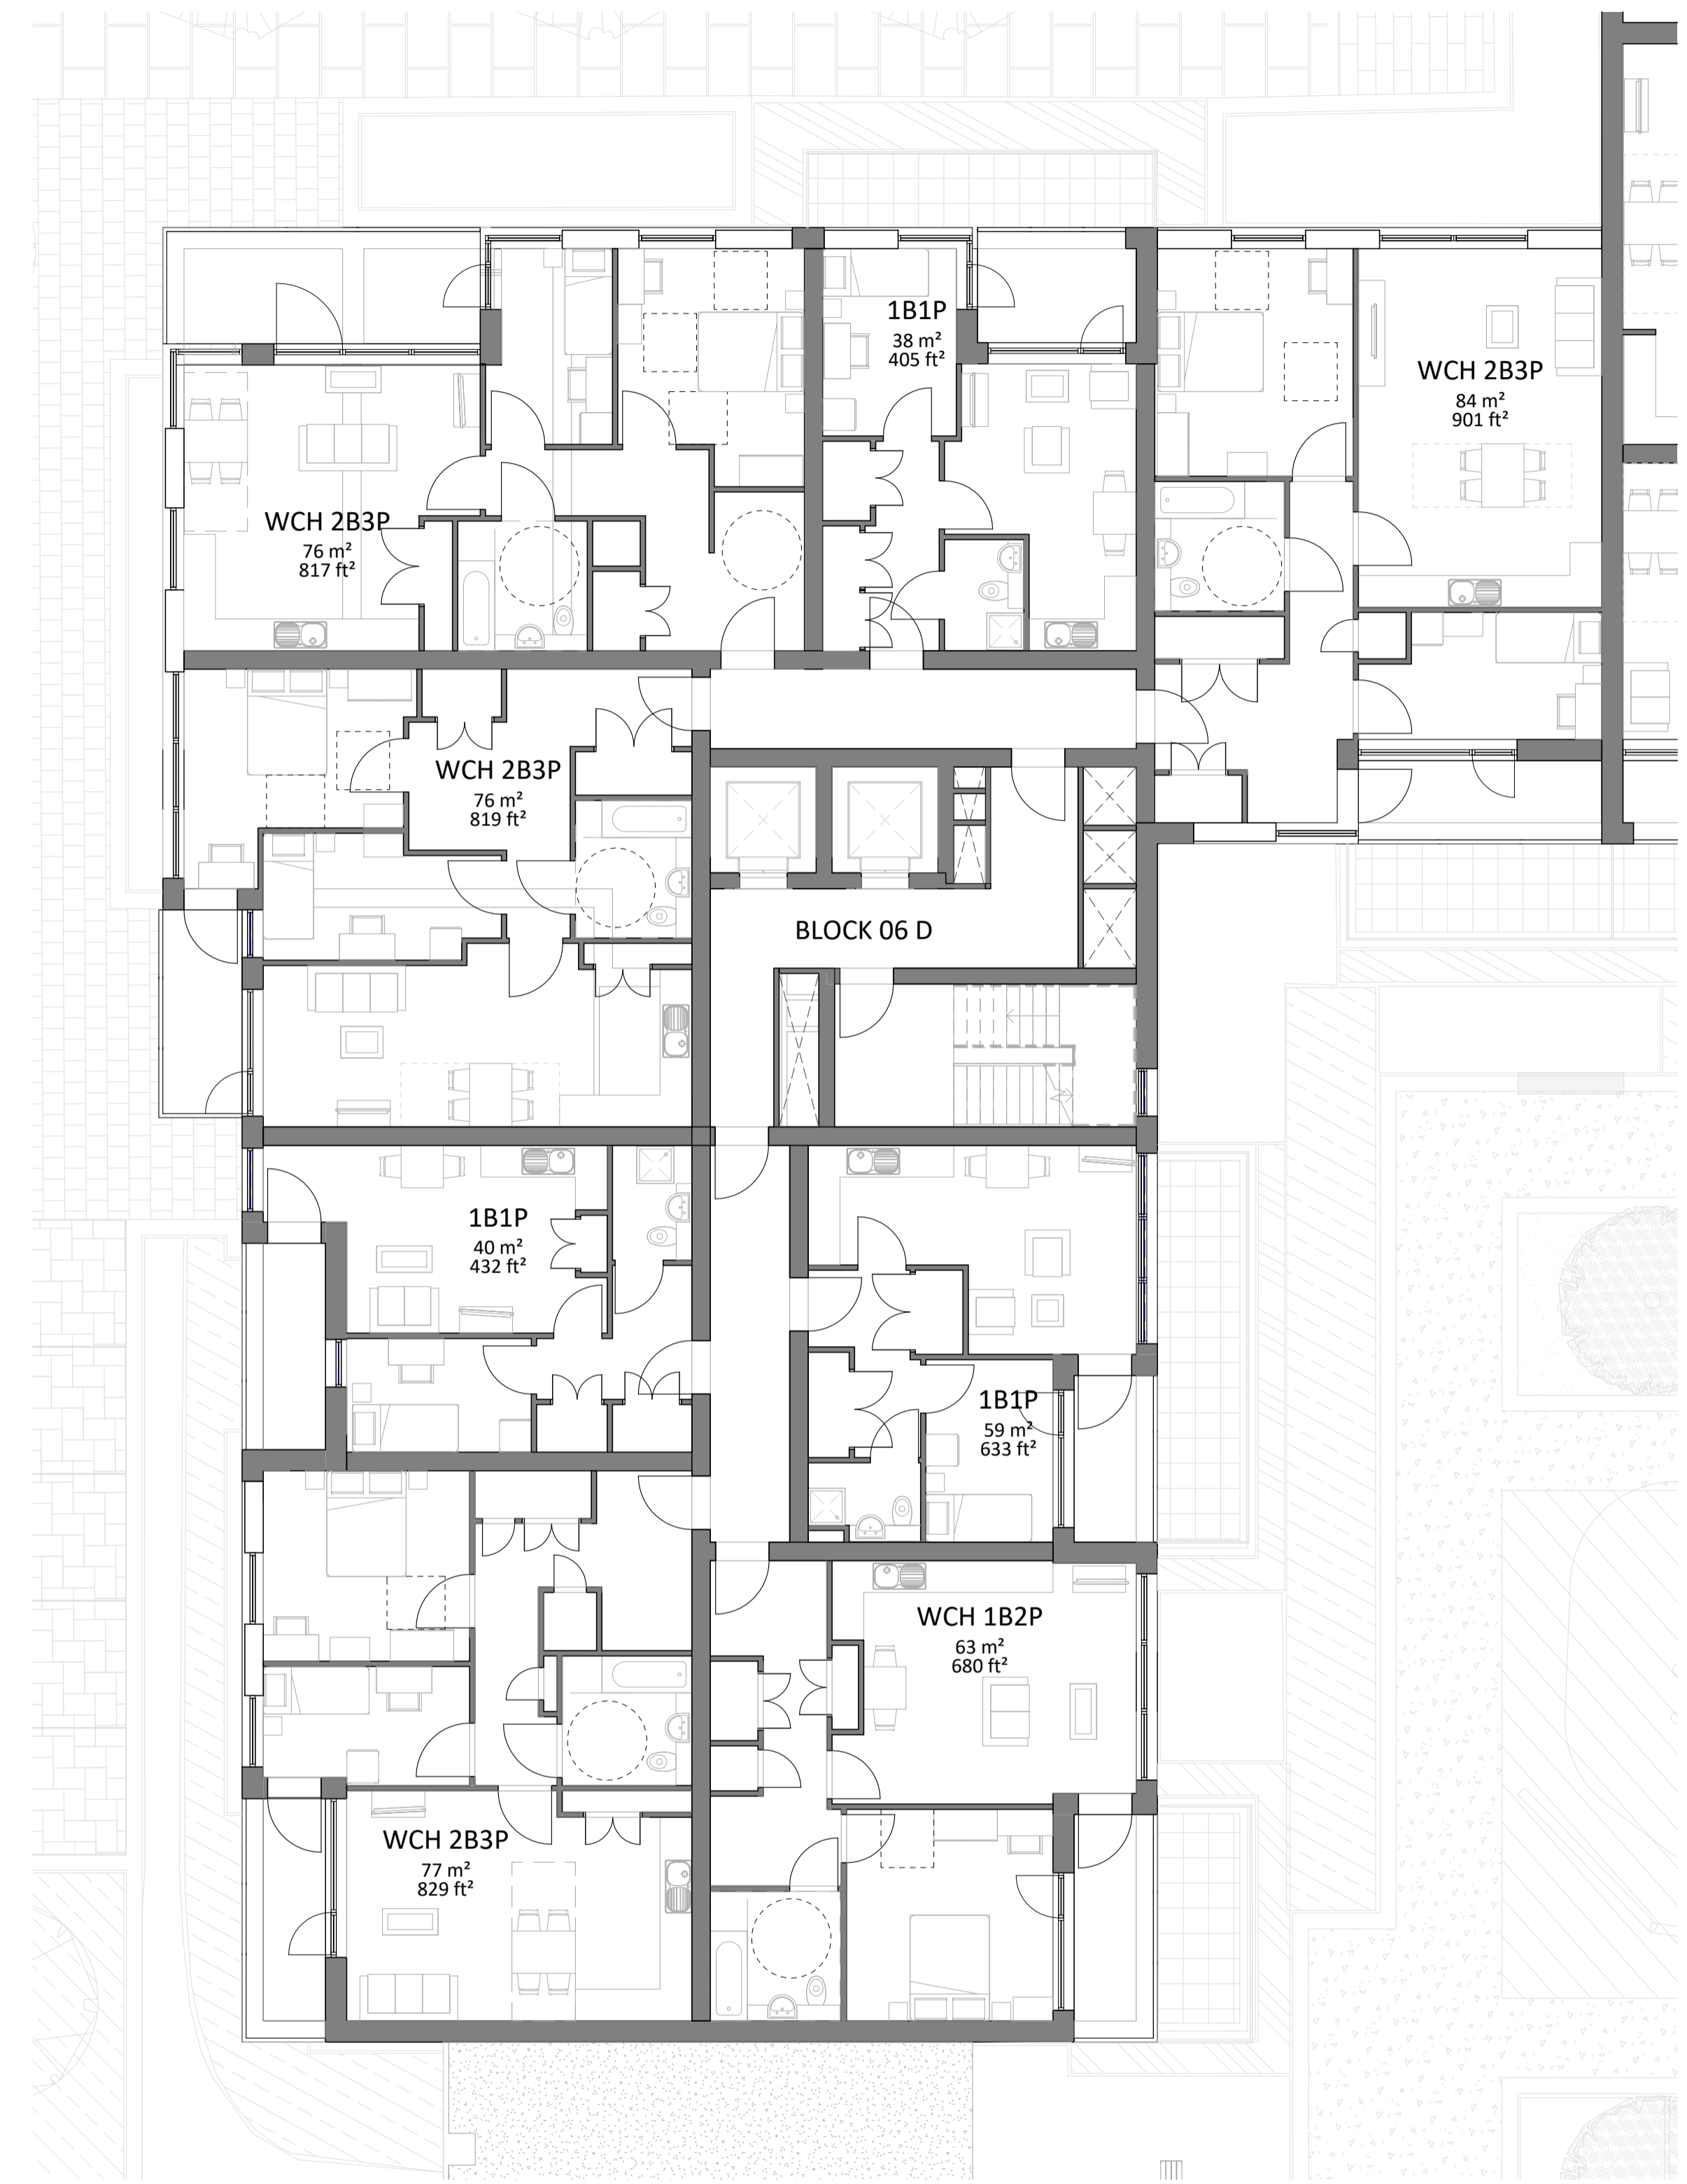 1B1P
38 m²
405 ft²
WCH 2B3P
84 m²
901 ft²
WCH 2B3P
76 m²
817 ft²
WCH 2B3P
76 m²
819 ft²
BLOCK 06 D
1B1P
40 m²
432 ft²
1B1P
59 m²
633 ft²
WCH 1B2P
63 m²
680 ft²
WCH 2B3P
77 m²
829 ft²